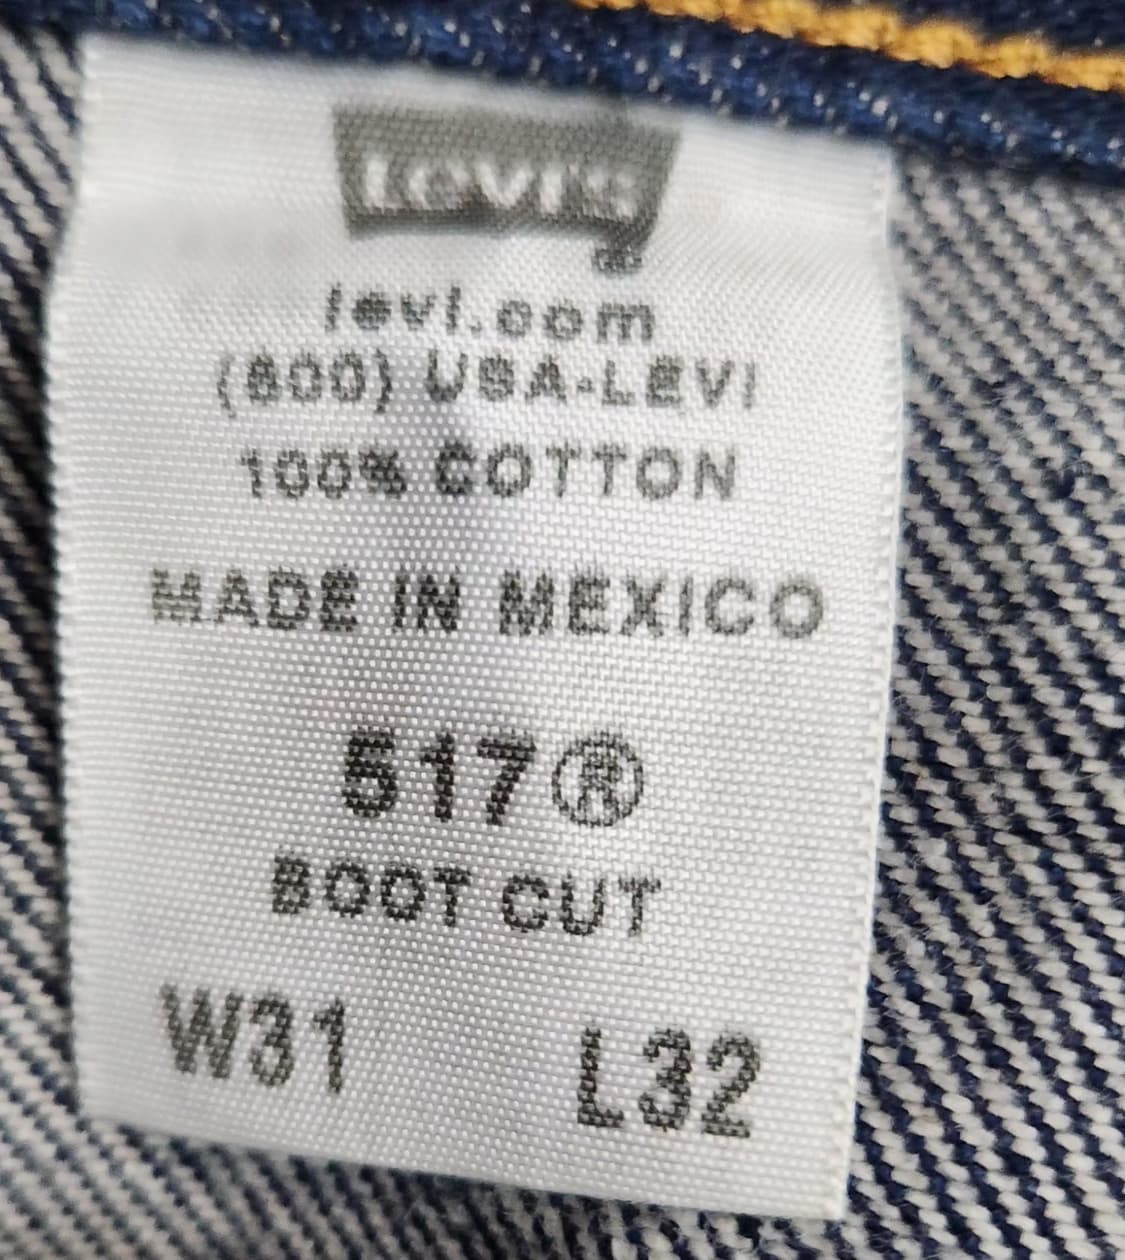 Levi's
levi.com
(800) USA-LEVI
100% COTTON
MADE IN MEXICO
517®
BOOT CUT
W31 L32